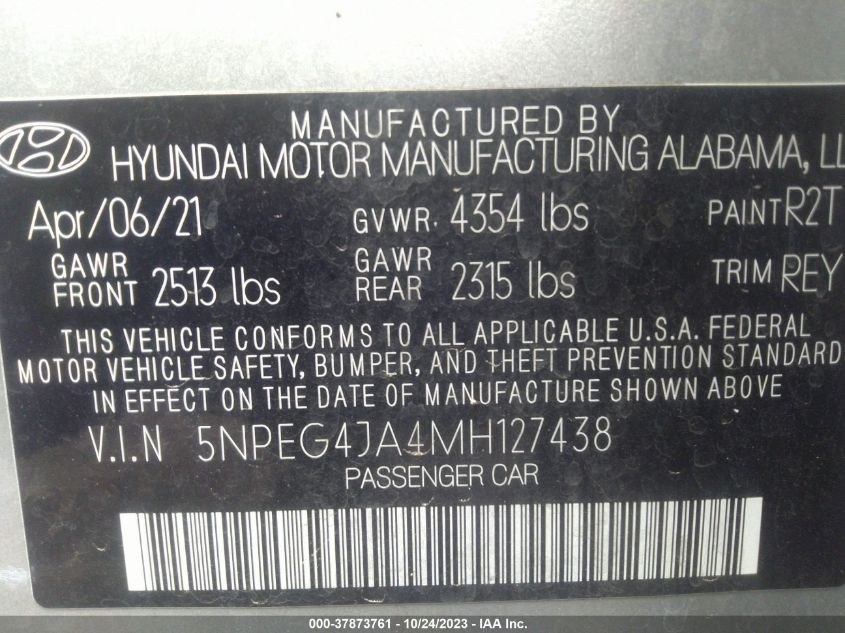 MANUFACTURED BY
HYUNDAI MOTOR MANUFACTURING ALABAMA, LL
Apr/06/21 GVWR. 4354 lbs PAINT R2T
GAWR FRONT 2513 lbs GAWR REAR 2315 lbs TRIM REY
THIS VEHICLE CONFORMS TO ALL APPLICABLE U.S.A. FEDERAL
MOTOR VEHICLE SAFETY, BUMPER, AND THEFT PREVENTION STANDARD
IN EFFECT ON THE DATE OF MANUFACTURE SHOWN ABOVE
V.I.N 5NPEG4JA4MH127438
PASSENGER CAR
000-37873761 - 10/24/2023 - IAA Inc.